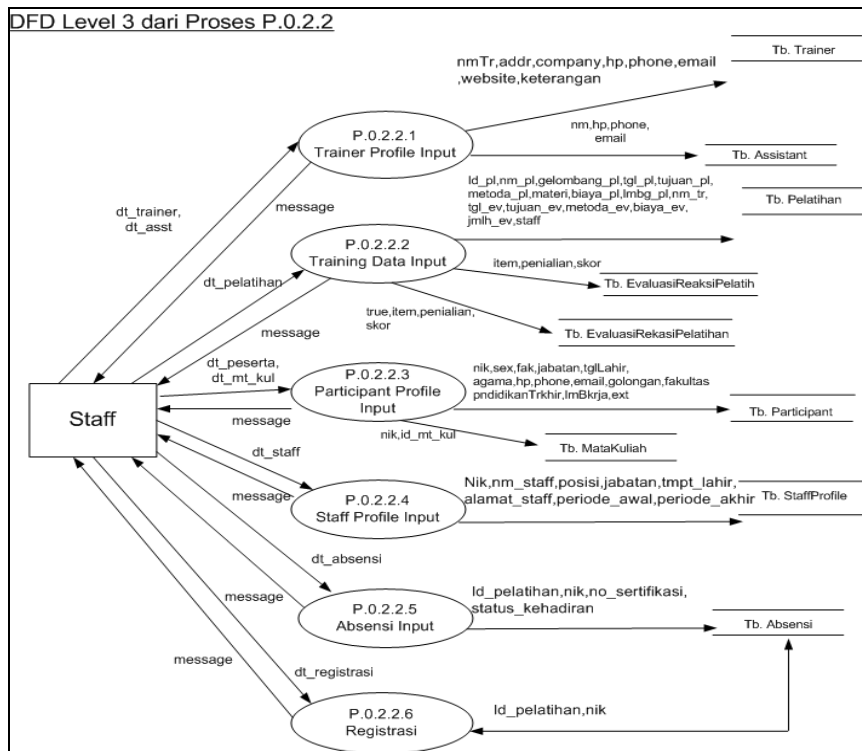 DFD Level 3 dari Proses P.0.2.2
Tb. Trainer
nmTr,addr,company,hp,phone,email
,website,keterangan
P.0.2.2.1
Trainer Profile Input
nm,hp,phone,
email
Tb. Assistant
dt_trainer,
dt_asst
message
Id_pl,nm_pl,gelombang_pl,tgl_pl,tujuan_pl,
metoda_pl,materi,biaya_pl,lmbg_pl,nm_tr,
tgl_ev,tujuan_ev,metoda_ev,biaya_ev,
jmlh_ev,staff
Tb. Pelatihan
P.0.2.2.2
Training Data Input
dt_pelatihan
item,penialian,skor
Tb. EvaluasiReaksiPelatih
message
true,item,penialian,
skor
Tb. EvaluasiRekasiPelatihan
dt_peserta,
dt_mt_kul
P.0.2.2.3
Participant Profile
Input
nik,sex,fak,jabatan,tglLahir,
agama,hp,phone,email,golongan,fakultas
pndidikanTrkhir,lmBkrja,ext
Tb. Participant
Staff
message
nik,id_mt_kul
Tb. MataKuliah
dt_staff
message
P.0.2.2.4
Staff Profile Input
Nik,nm_staff,posisi,jabatan,tmpt_lahir,
alamat_staff,periode_awal,periode_akhir
Tb. StaffProfile
dt_absensi
message
P.0.2.2.5
Absensi Input
Id_pelatihan,nik,no_sertifikasi,
status_kehadiran
Tb. Absensi
message
dt_registrasi
P.0.2.2.6
Registrasi
Id_pelatihan,nik